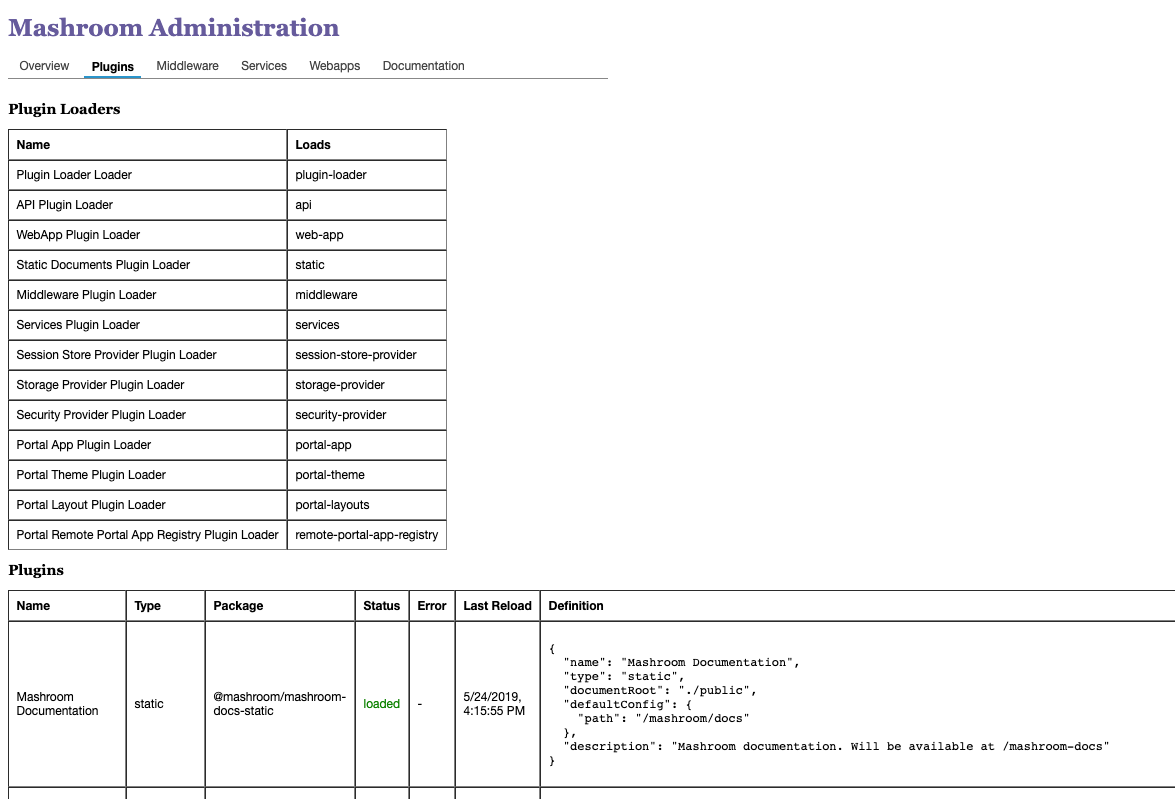 Mashroom Administration
Overview Plugins Middleware Services Webapps Documentation
Plugin Loaders
Name Loads
Plugin Loader Loader plugin-loader
API Plugin Loader api
WebApp Plugin Loader web-app
Static Documents Plugin Loader static
Middleware Plugin Loader middleware
Services Plugin Loader services
Session Store Provider Plugin Loader session-store-provider
Storage Provider Plugin Loader storage-provider
Security Provider Plugin Loader security-provider
Portal App Plugin Loader portal-app
Portal Theme Plugin Loader portal-theme
Portal Layout Plugin Loader portal-layouts
Portal Remote Portal App Registry Plugin Loader remote-portal-app-registry
Plugins
Name Type Package Status Error Last Reload Definition
Mashroom
Documentation
static
@mashroom/mashroom-
docs-static
loaded
-
5/24/2019,
4:15:55 PM
{
"name": "Mashroom Documentation",
"type": "static",
"documentRoot": "./public",
"defaultConfig": {
"path": "/mashroom/docs"
},
"description": "Mashroom documentation. Will be available at /mashroom-docs"
}